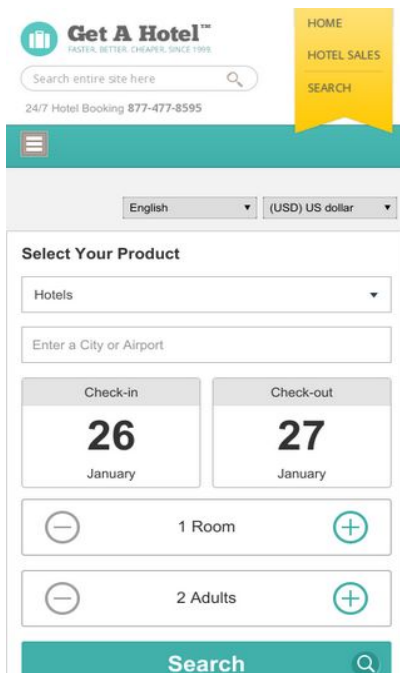 Get A Hotel™
FASTER. BETTER. CHEAPER. SINCE 1999.
Search entire site here
24/7 Hotel Booking 877-477-8595
HOME
HOTEL SALES
SEARCH
English
(USD) US dollar
Select Your Product
Hotels
Enter a City or Airport
Check-in
26
January
Check-out
27
January
1 Room
2 Adults
Search